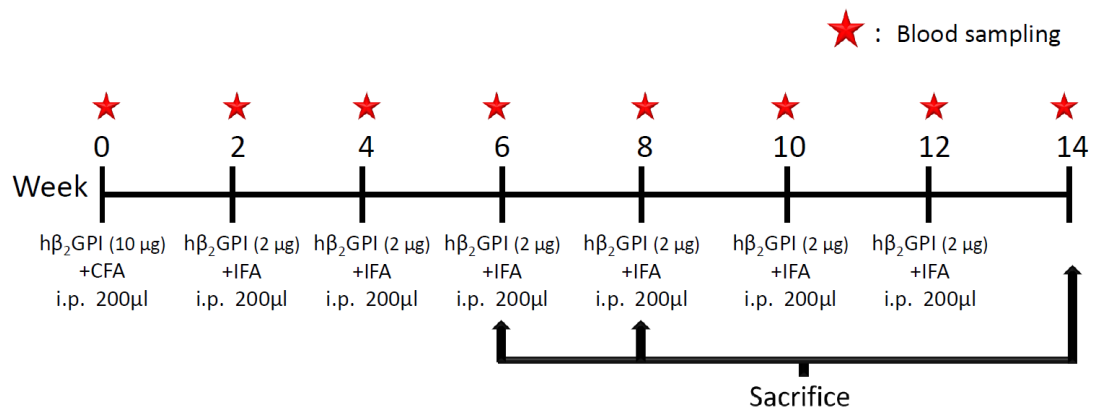 : Blood sampling
0 2 4 6 8 10 12 14
Week
hβ₂GPI (10 μg) hβ₂GPI (2 μg) hβ₂GPI (2 μg) hβ₂GPI (2 μg) hβ₂GPI (2 μg) hβ₂GPI (2 μg) hβ₂GPI (2 μg)
+CFA +IFA +IFA +IFA +IFA +IFA +IFA
i.p. 200μl i.p. 200μl i.p. 200μl i.p. 200μl i.p. 200μl i.p. 200μl i.p. 200μl
Sacrifice